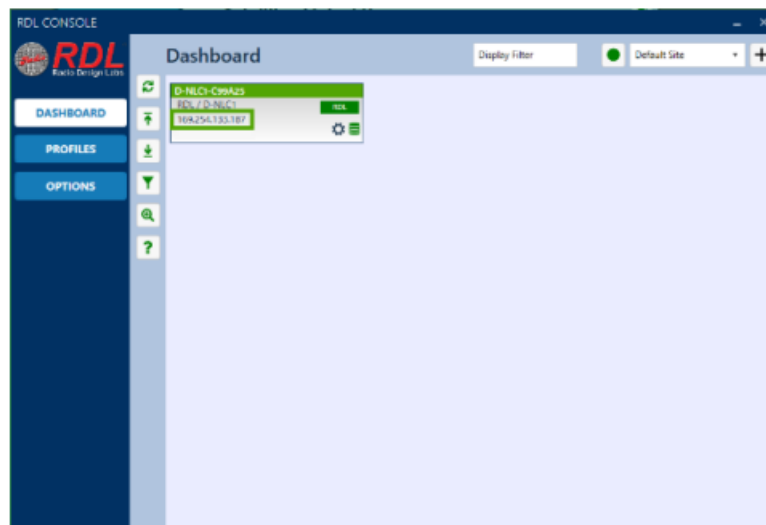 RDL CONSOLE
RDL
Radio Design Labs
Dashboard
Display Filter
Default Site
DASHBOARD
PROFILES
OPTIONS
D-NLC1-C99A25
RDL / D-NLC1
RDL
169.254.133.187
?